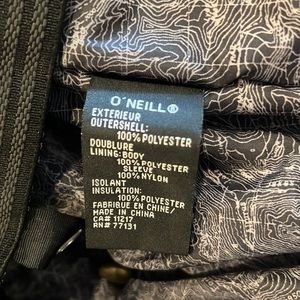 O'NEILL®
EXTERIEUR
OUTERSHELL:
100% POLYESTER
DOUBLURE
LINING:BODY
100% POLYESTER
SLEEVE
100% NYLON
ISOLANT
INSULATION:
100% POLYESTER
FABRIQUE EN CHINE/
MADE IN CHINA
CA# 11217
RN# 77131